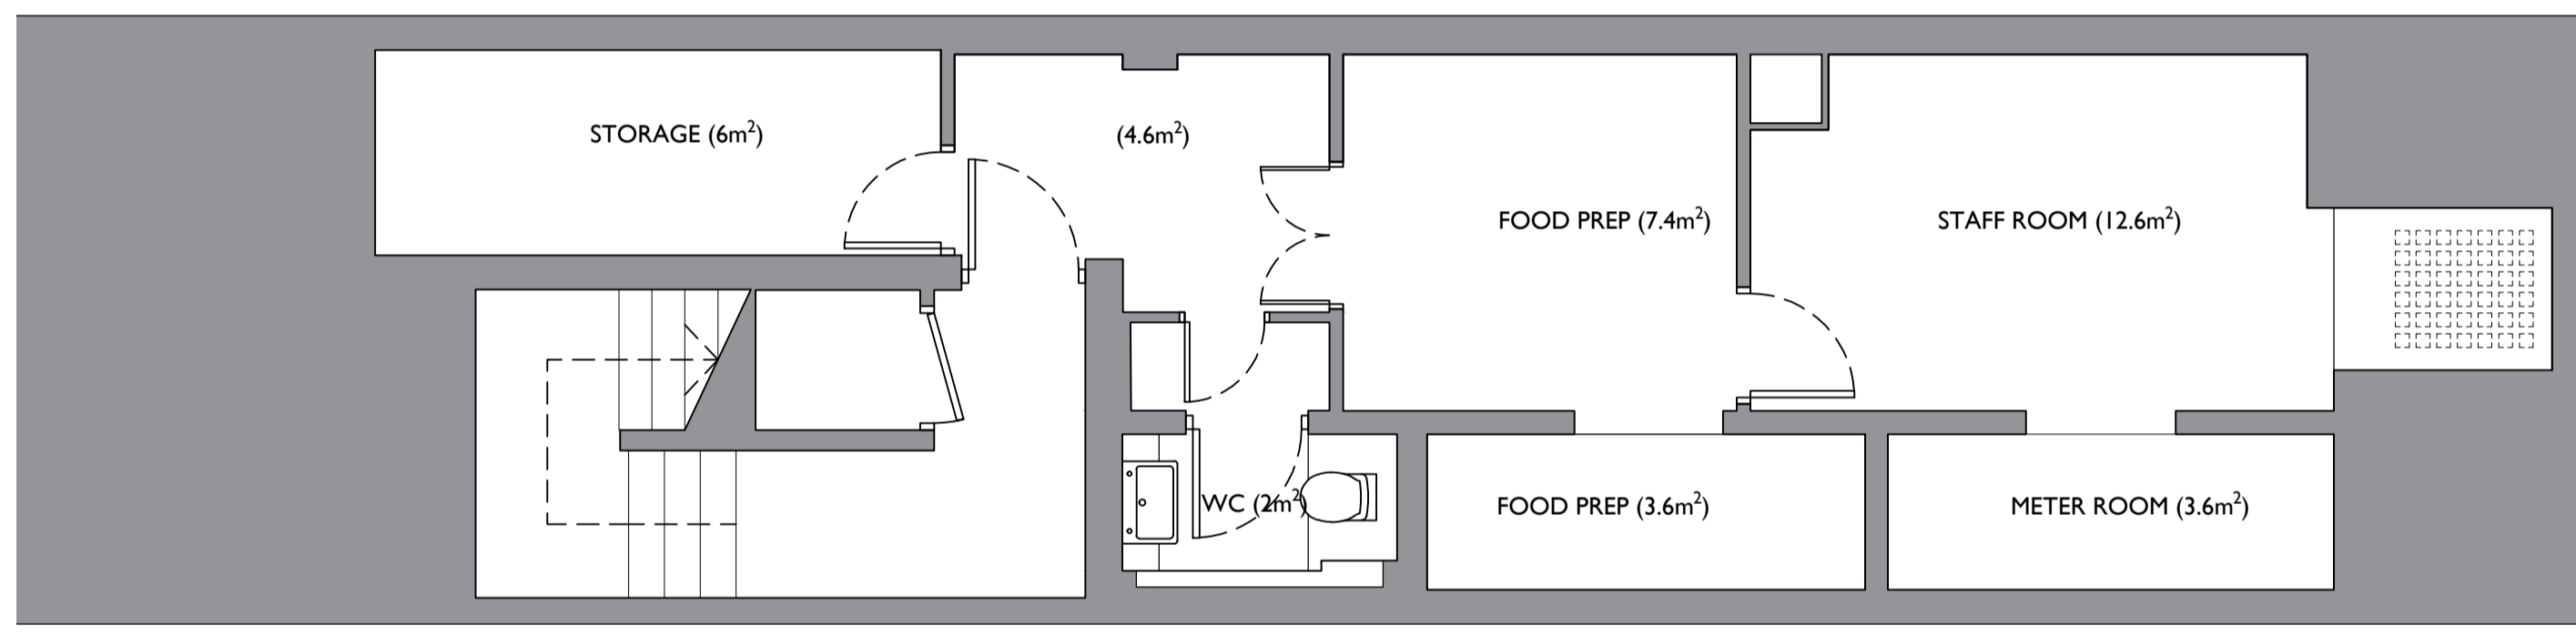 STORAGE (6m²)
(4.6m²)
FOOD PREP (7.4m²)
STAFF ROOM (12.6m²)
WC (2m²)
FOOD PREP (3.6m²)
METER ROOM (3.6m²)